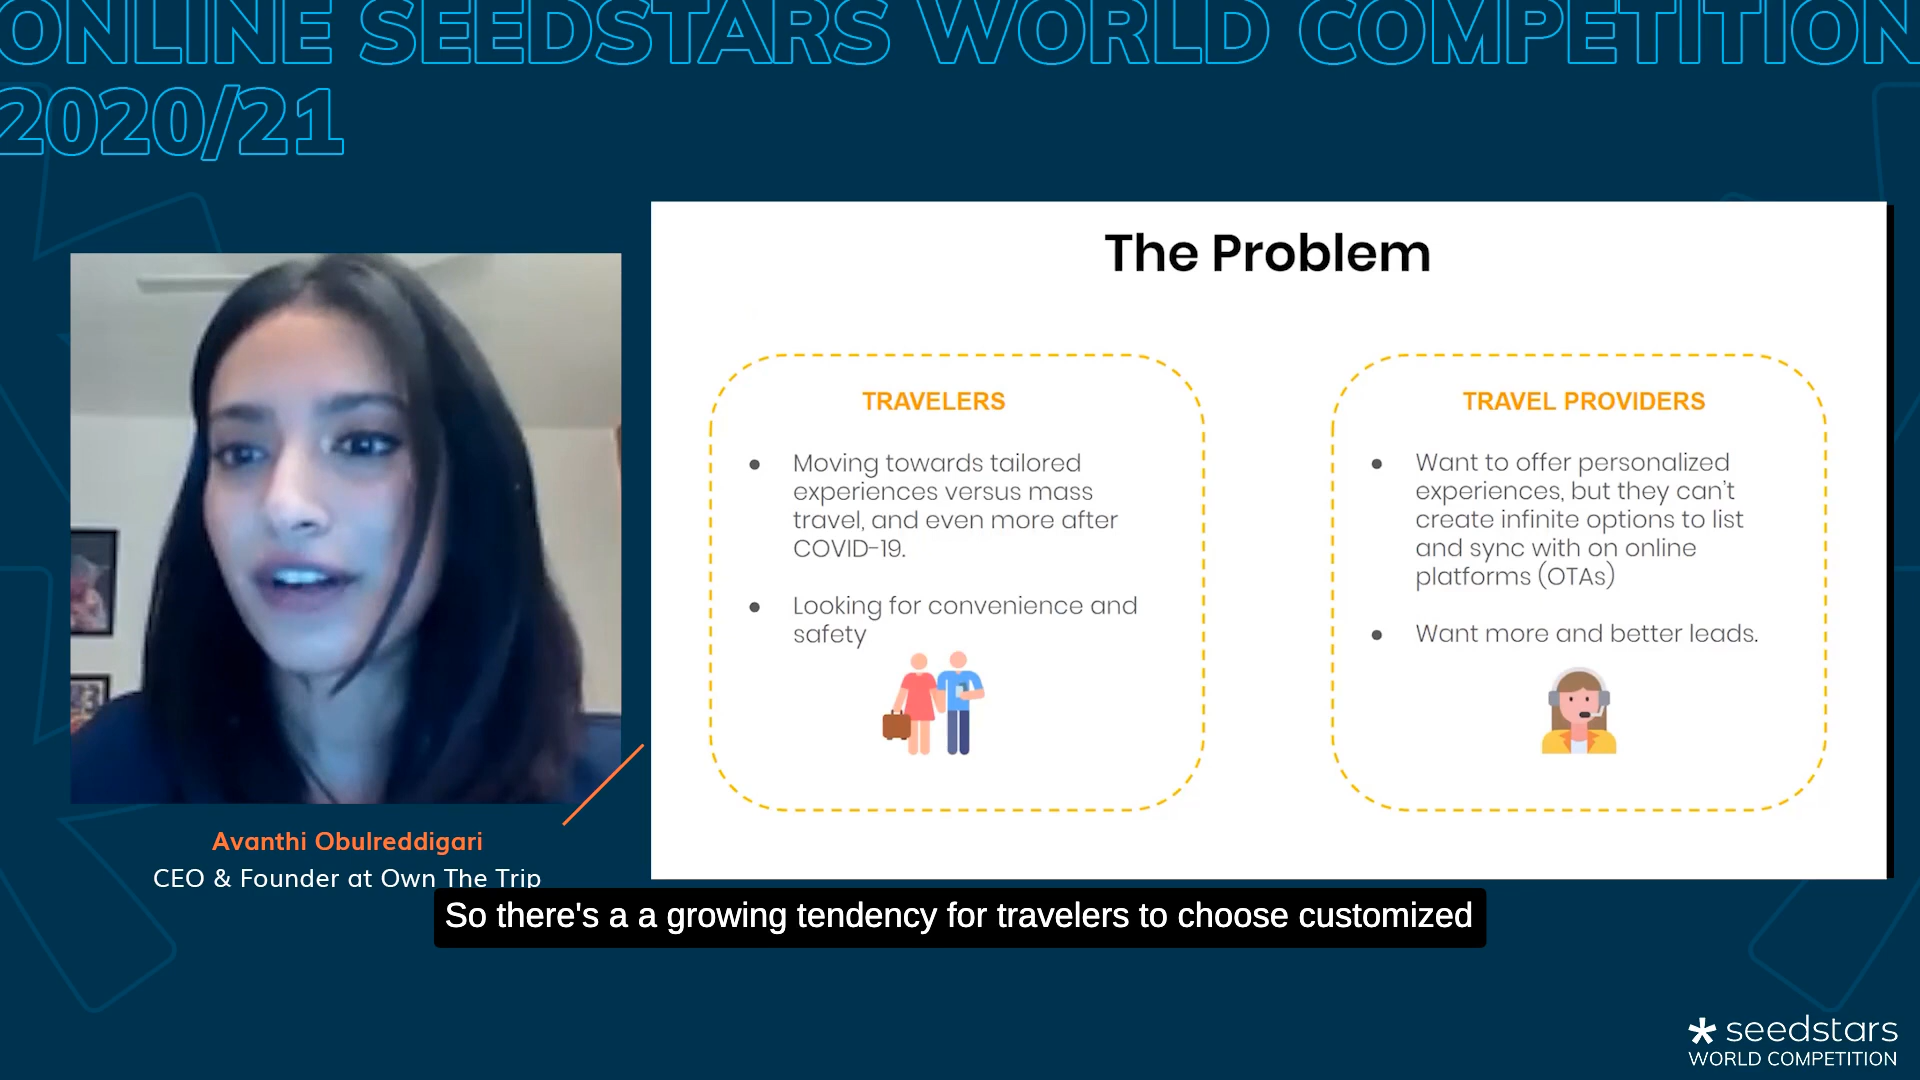 ONLINE SEEDSTARS WORLD COMPETITION
2020/21
The Problem
TRAVELERS
● Moving towards tailored
experiences versus mass
travel, and even more after
COVID-19.
● Looking for convenience and
safety
TRAVEL PROVIDERS
● Want to offer personalized
experiences, but they can't
create infinite options to list
and sync with on online
platforms (OTAs)
● Want more and better leads.
Avanthi Obulreddigari
CEO & Founder at Own The Trip
So there's a a growing tendency for travelers to choose customized
seedstars
WORLD COMPETITION